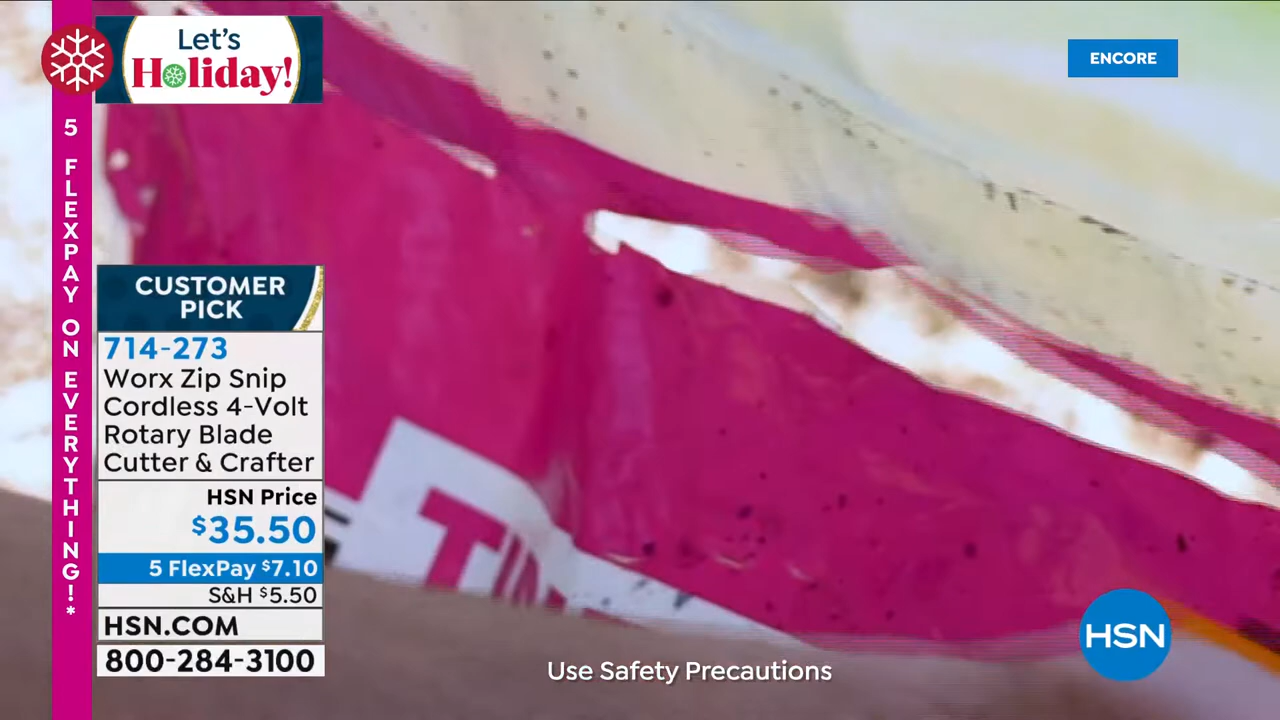 Let's
Holiday!
ENCORE
5 FLEXPAY ON EVERYTHING!*
CUSTOMER
PICK
714-273
Worx Zip Snip
Cordless 4-Volt
Rotary Blade
Cutter & Crafter
HSN Price
$35.50
5 FlexPay $7.10
S&H $5.50
HSN.COM
800-284-3100
HSN
Use Safety Precautions